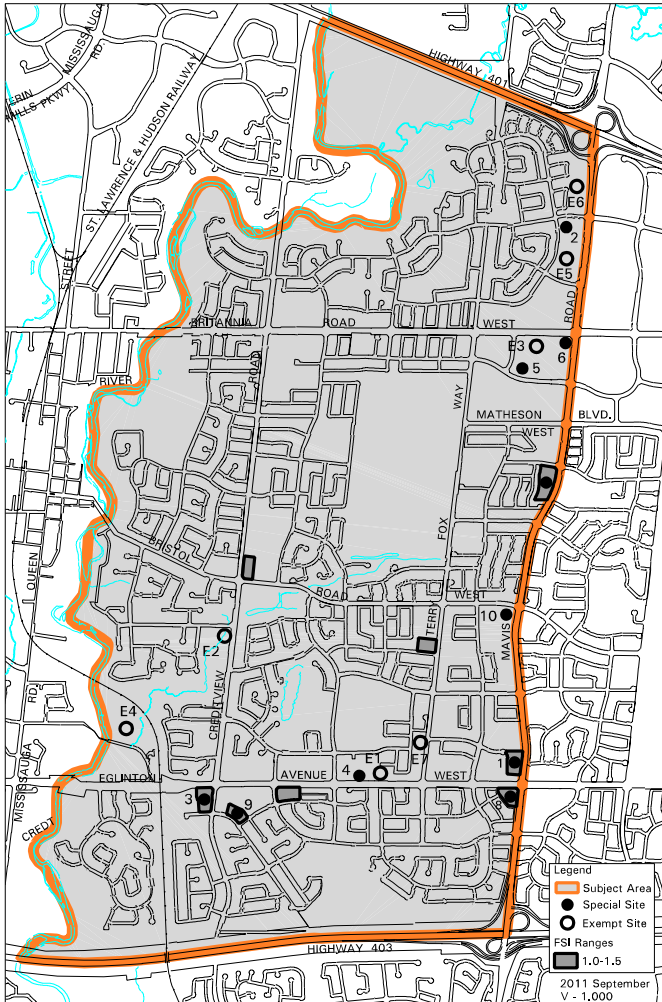 MISSISSAUGA
RD.
ERIN
MILLS PKWY
ST. LAWRENCE & HUDSON RAILWAY
HIGHWAY 401
E6
2
E5
STREET
ROAD
BRITANNIA ROAD WEST
E3
6
5
RIVER
ROAD
WAY
MATHESON BLVD.
WEST
BRISTOL
FOX
QUEEN
ROAD WEST
TERRY
10
MAVIS
E2
CREDITVIEW
RD.
E4
E7
E1
4
1
EGLINTON AVENUE WEST
MISSISSAUGA
3
9
8
CREDIT
HIGHWAY 403
Legend
Subject Area
Special Site
Exempt Site
FSI Ranges
1.0-1.5
2011 September
V - 1.000